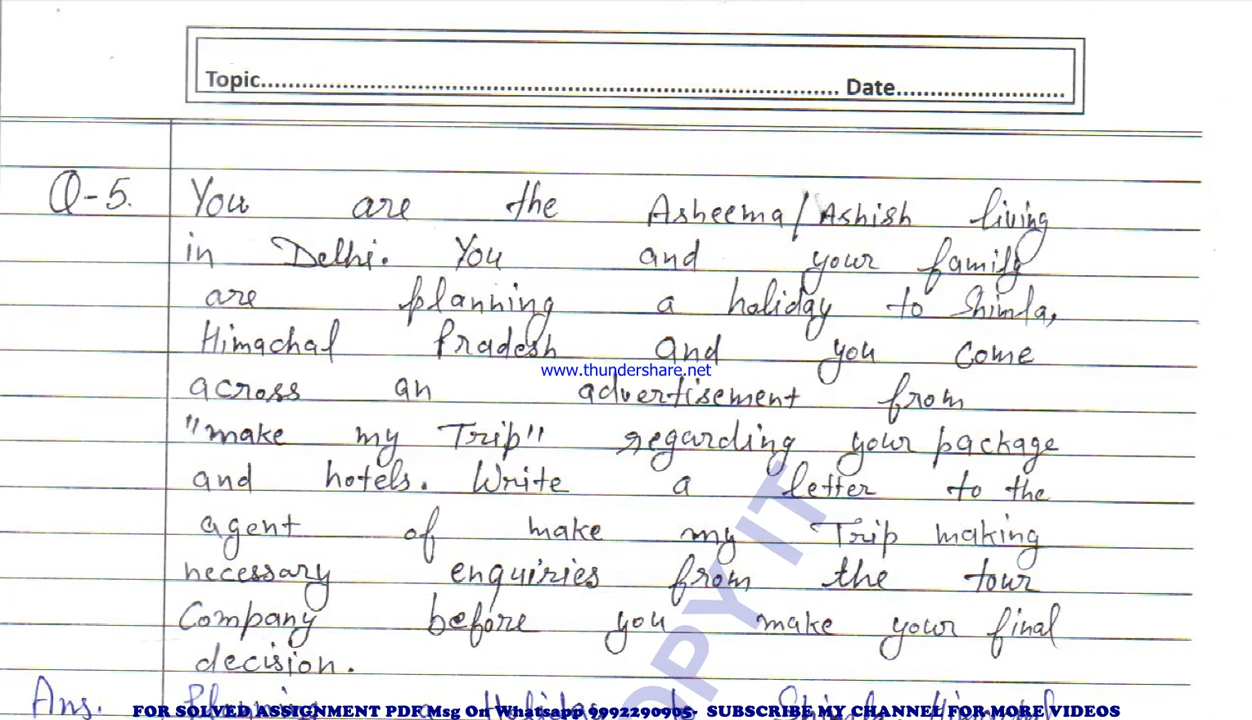 Topic.................................................................................... Date.........................
Q-5. You are the Asheema/Ashish living
in Delhi. You and your family
are planning a holiday to Shimla,
Himachal Pradesh and you come
www.thundershare.net
across an advertisement from
"make my Trip" regarding your package
and hotels. Write a letter to the
agent of make my Trip making
necessary enquiries from the tour
Company before you make your final
decision.
Ans.
FOR SOLVED ASSIGNMENT PDF Msg On Whatsapp 9992290905- SUBSCRIBE MY CHANNEL FOR MORE VIDEOS
OPY IT